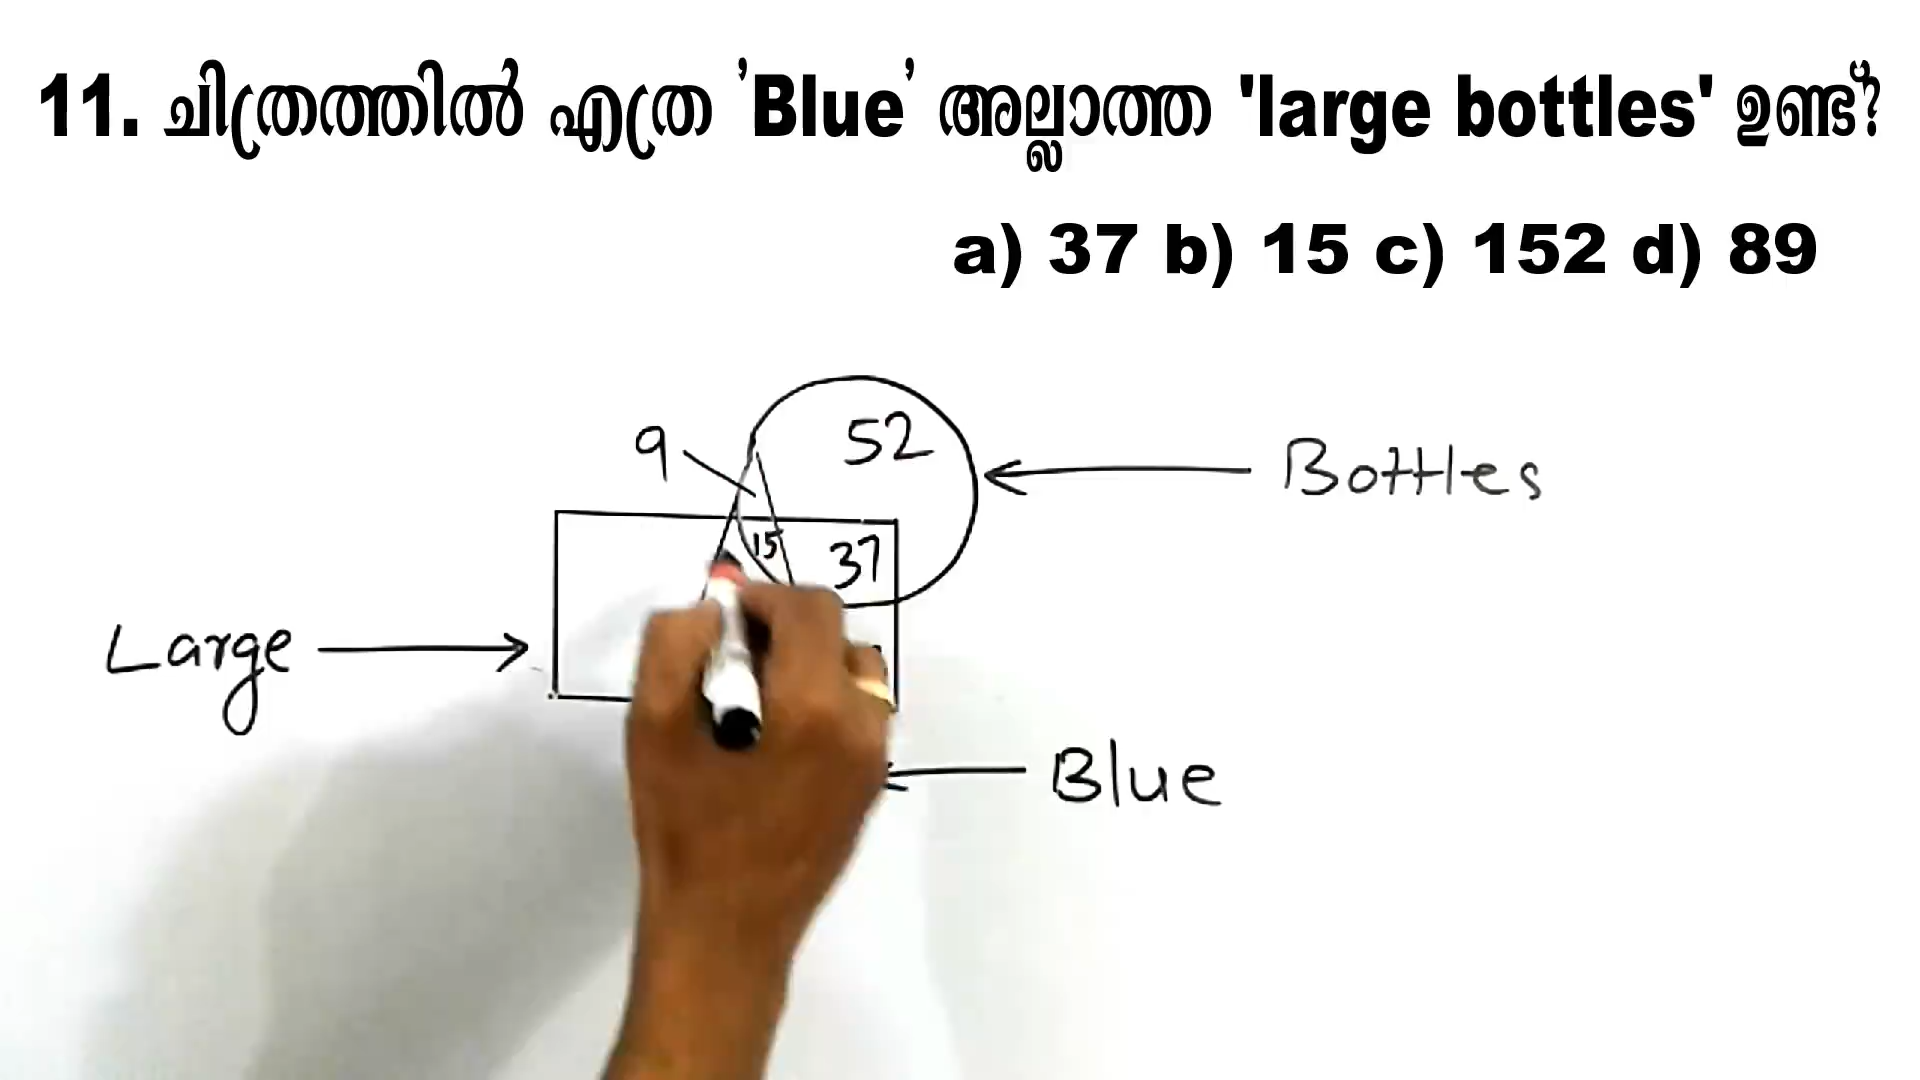 11. ചിത്രത്തിൽ എത്ര 'Blue' അല്ലാത്ത 'large bottles' ഉണ്ട്?
a) 37 b) 15 c) 152 d) 89
52
9
Bottles
15
37
Large
Blue